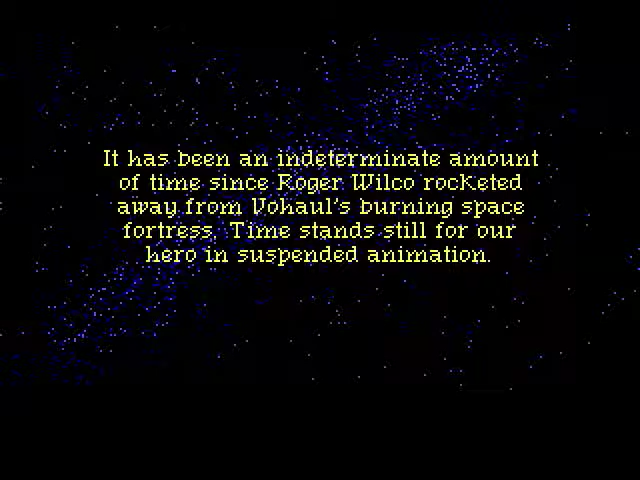 It has been an indeterminate amount
of time since Roger Wilco rocketed
away from Vohaul's burning space
fortress. Time stands still for our
hero in suspended animation.